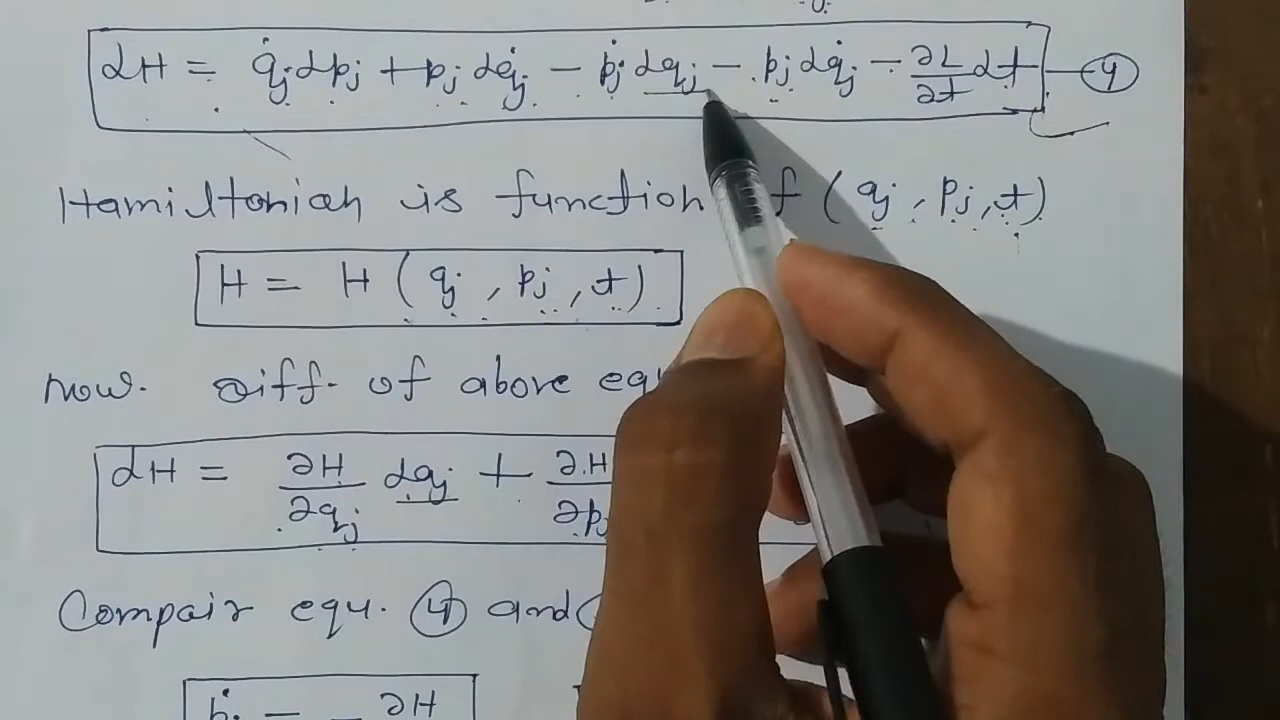 dH = q̇j dpj + pj dq̇j − ṗj dqj − pj dq̇j − ∂L/∂t dt — ④
Hamiltonian is function of (qj, pj, t)
H = H (qj, pj, t)
Now. Diff. of above equ
dH = ∂H/∂qj dqj + ∂H/∂pj
Compair equ. ④ and
ṗj = − ∂H